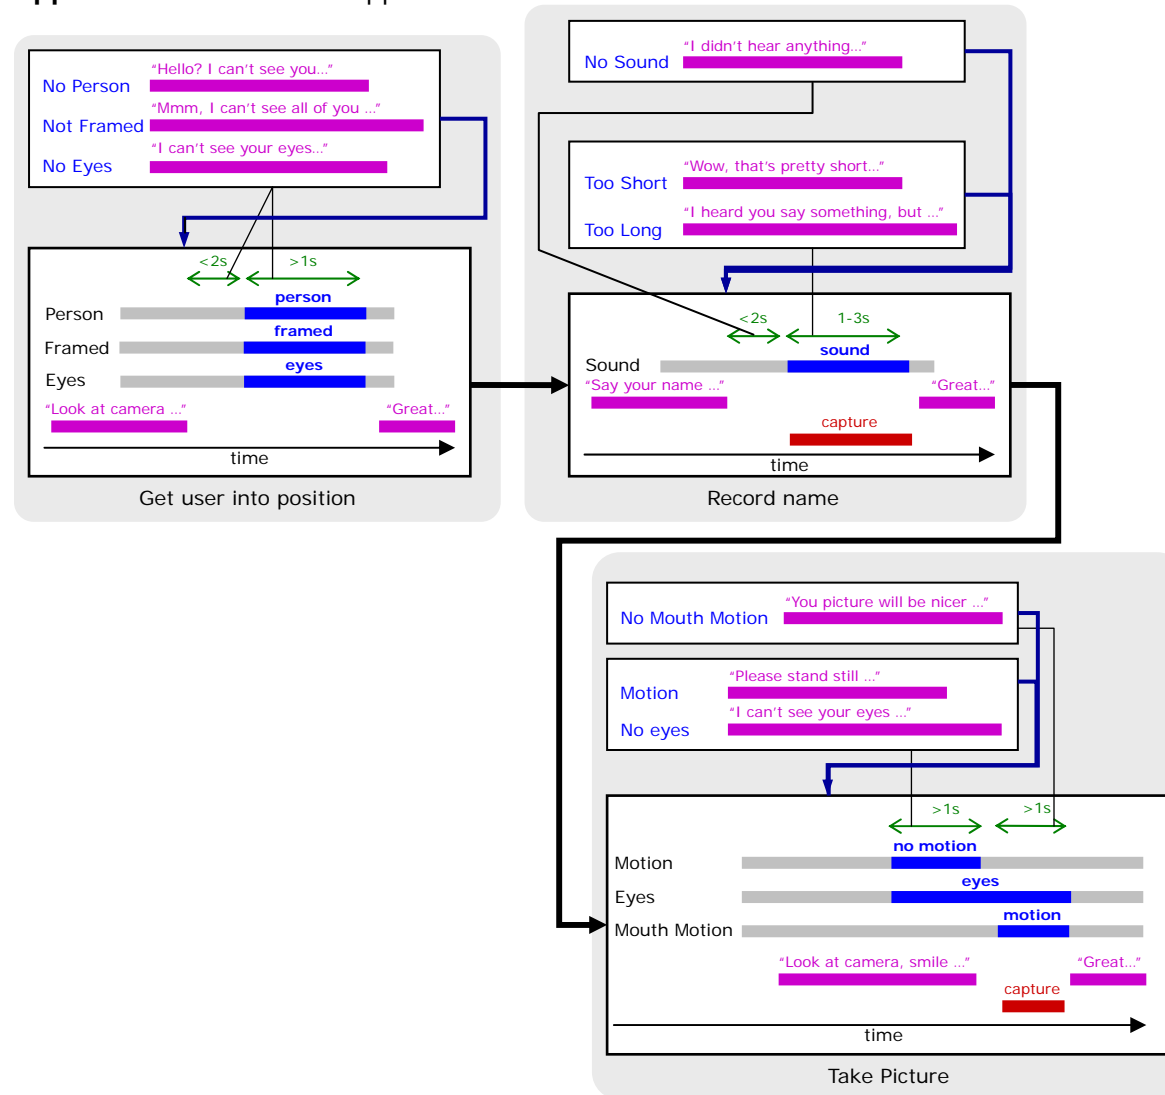 “Hello? I can’t see you…”
No Person
“Mmm, I can’t see all of you …”
Not Framed
“I can’t see your eyes…”
No Eyes
<2s
>1s
person
Person
framed
Framed
eyes
Eyes
“Look at camera …”
“Great…”
time
Get user into position
“I didn’t hear anything…”
No Sound
“Wow, that’s pretty short…”
Too Short
“I heard you say something, but …”
Too Long
<2s
1-3s
sound
Sound
“Say your name …”
“Great…”
capture
time
Record name
“You picture will be nicer …”
No Mouth Motion
“Please stand still …”
Motion
“I can’t see your eyes …”
No eyes
>1s
>1s
no motion
Motion
eyes
Eyes
motion
Mouth Motion
“Look at camera, smile …”
“Great…”
capture
time
Take Picture